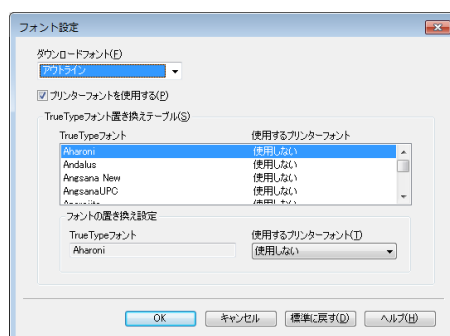 フォント設定
ダウンロードフォント(F)
アウトライン
プリンターフォントを使用する(P)
TrueTypeフォント置き換えテーブル(S)
TrueTypeフォント 使用するプリンターフォント
Aharoni 使用しない
Andalus 使用しない
Angsana New 使用しない
AngsanaUPC 使用しない
フォントの置き換え設定
TrueTypeフォント 使用するプリンターフォント(T)
Aharoni 使用しない
OK キャンセル 標準に戻す(D) ヘルプ(H)